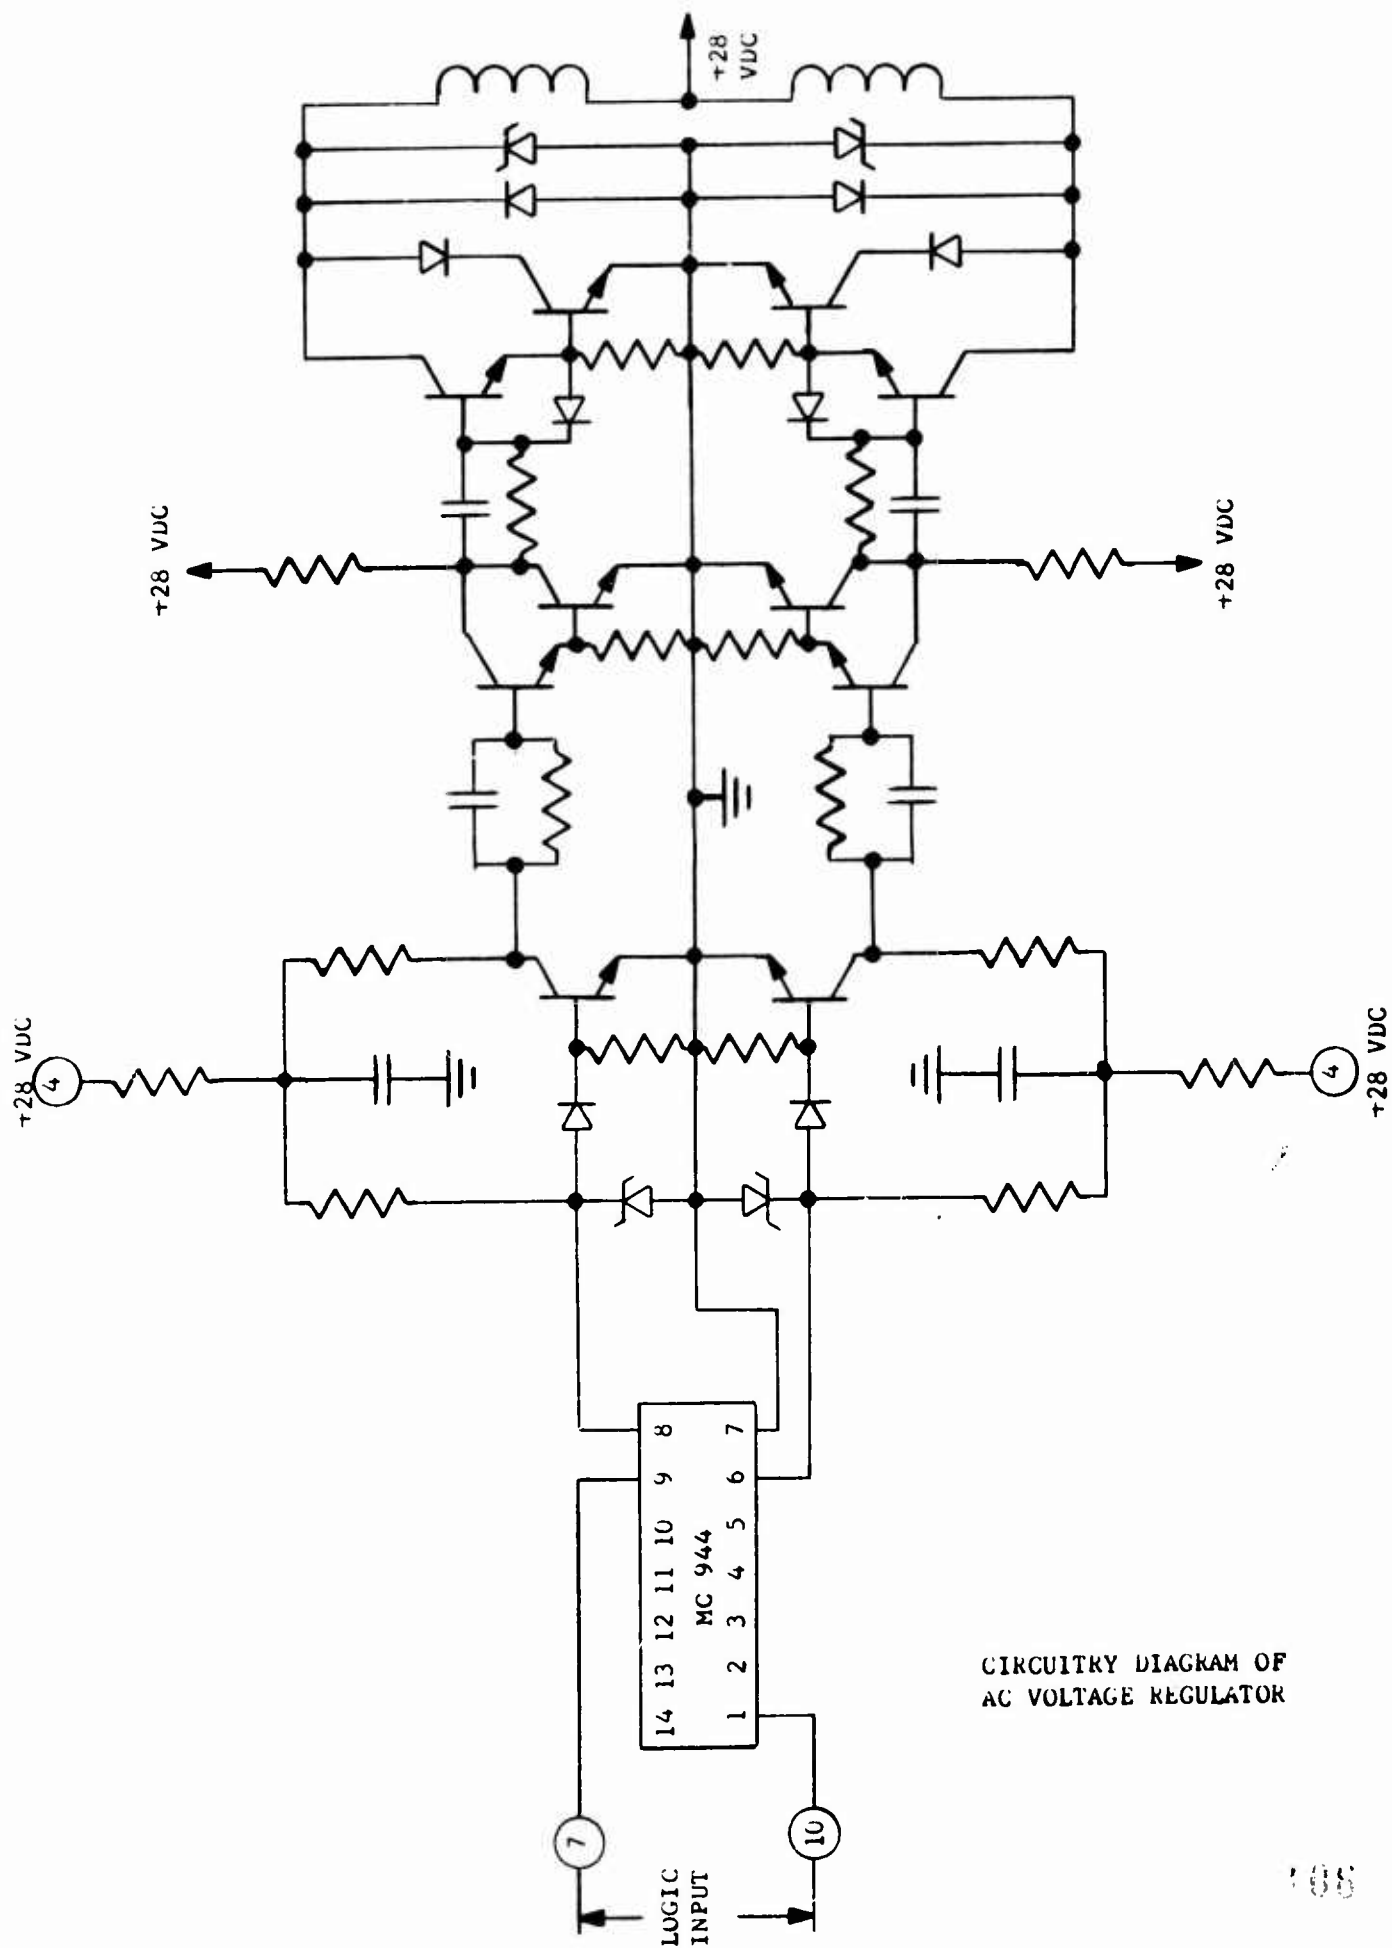 +28 VDC
4
+28 VDC
+28
VDC
+28 VDC
4
+28 VDC
14 13 12 11 10 9 8
MC 944
1 2 3 4 5 6 7
7
LOGIC
INPUT
10
CIRCUITRY DIAGRAM OF
AC VOLTAGE REGULATOR